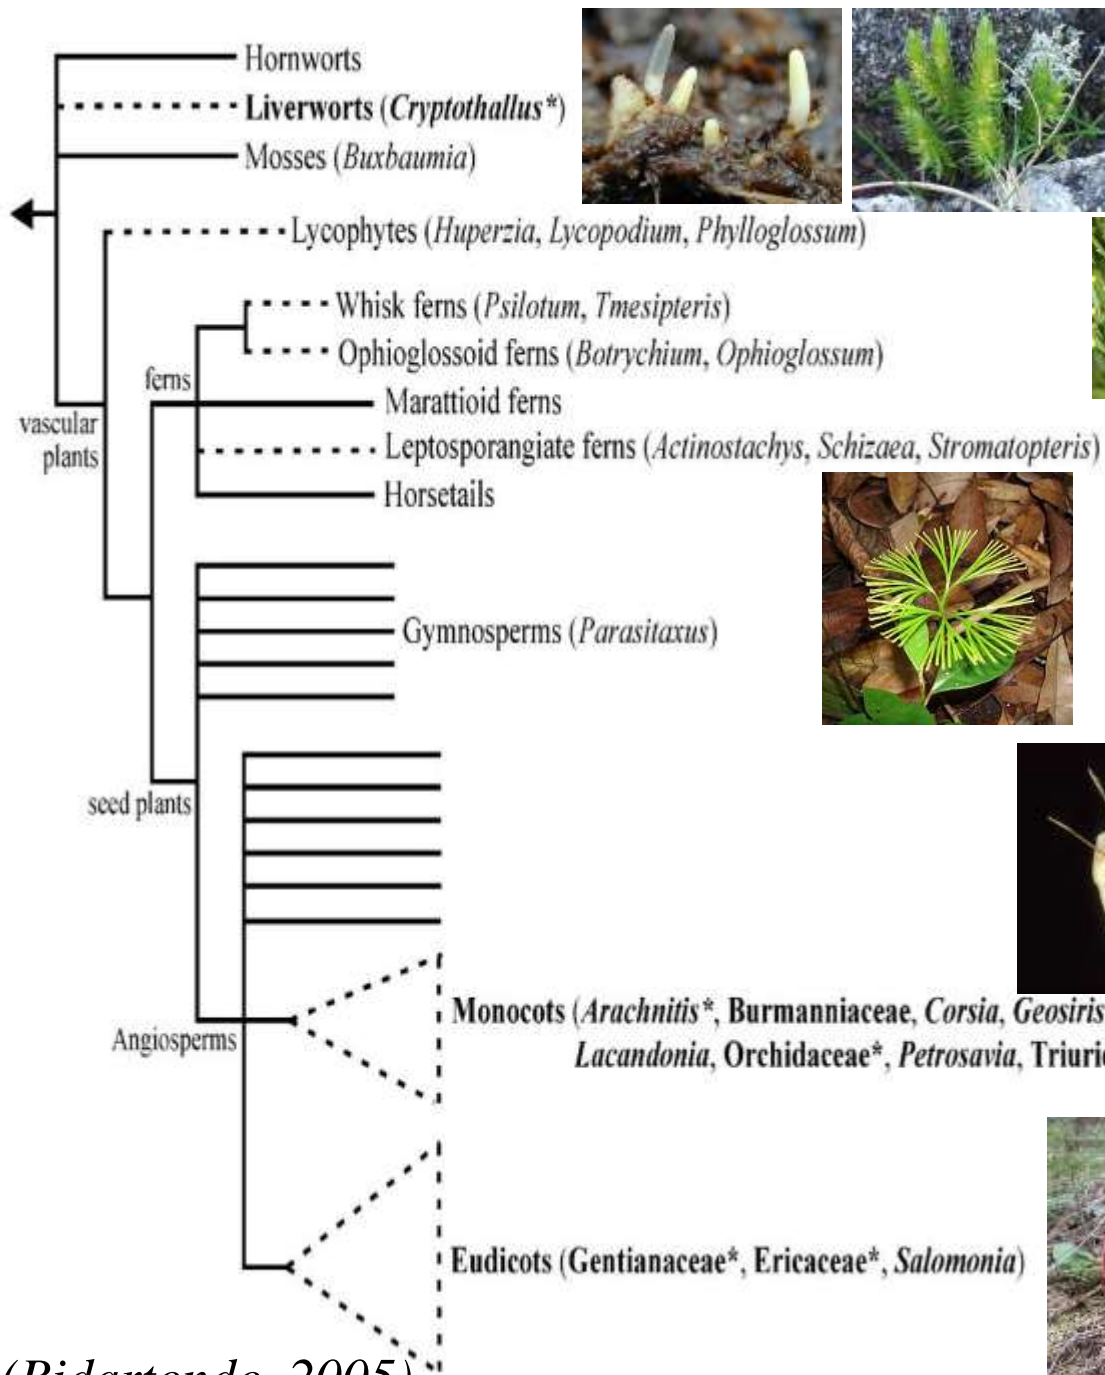 Hornworts
Liverworts (Cryptothallus*)
Mosses (Buxbaumia)
Lycophytes (Huperzia, Lycopodium, Phylloglossum)
Whisk ferns (Psilotum, Tmesipteris)
Ophioglossoid ferns (Botrychium, Ophioglossum)
ferns
Marattioid ferns
vascular
plants
Leptosporangiate ferns (Actinostachys, Schizaea, Stromatopteris)
Horsetails
Gymnosperms (Parasitaxus)
seed plants
Monocots (Arachnitis*, Burmanniaceae, Corsia, Geosiris
Lacandonia, Orchidaceae*, Petrosavia,
Angiosperms
Eudicots (Gentianaceae*, Ericaceae*, Salomonia)
(Bidartondo, 2005)